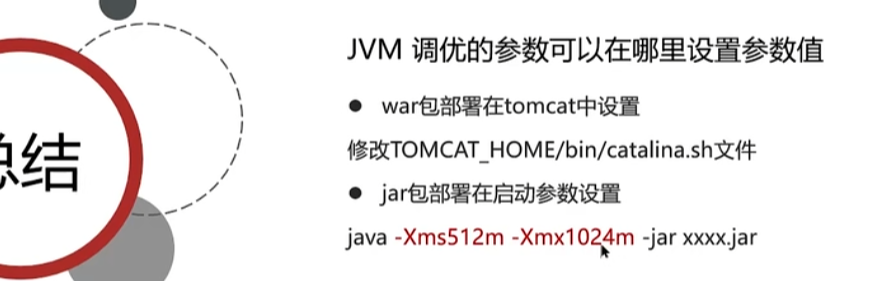 总结
JVM 调优的参数可以在哪里设置参数值
● war包部署在tomcat中设置
修改TOMCAT_HOME/bin/catalina.sh文件
● jar包部署在启动参数设置
java -Xms512m -Xmx1024m -jar xxxx.jar